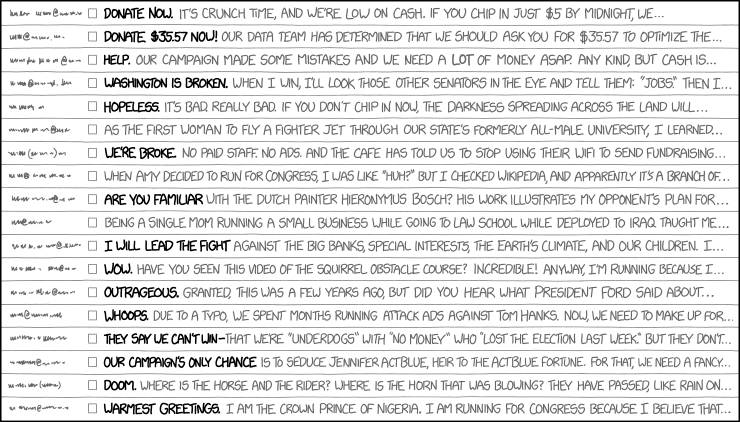 DONATE NOW. IT'S CRUNCH TIME, AND WE'RE LOW ON CASH. IF YOU CHIP IN JUST $5 BY MIDNIGHT, WE...
DONATE $35.57 NOW! OUR DATA TEAM HAS DETERMINED THAT WE SHOULD ASK YOU FOR $35.57 TO OPTIMIZE THE...
HELP. OUR CAMPAIGN MADE SOME MISTAKES AND WE NEED A LOT OF MONEY ASAP. ANY KIND, BUT CASH IS...
WASHINGTON IS BROKEN. WHEN I WIN, I'LL LOOK THOSE OTHER SENATORS IN THE EYE AND TELL THEM: "JOBS." THEN I...
HOPELESS. IT'S BAD. REALLY BAD. IF YOU DON'T CHIP IN NOW, THE DARKNESS SPREADING ACROSS THE LAND WILL...
AS THE FIRST WOMAN TO FLY A FIGHTER JET THROUGH OUR STATE'S FORMERLY ALL-MALE UNIVERSITY, I LEARNED...
WE'RE BROKE. NO PAID STAFF. NO ADS. AND THE CAFE HAS TOLD US TO STOP USING THEIR WIFI TO SEND FUNDRAISING...
WHEN AMY DECIDED TO RUN FOR CONGRESS, I WAS LIKE "HUH?" BUT I CHECKED WIKIPEDIA, AND APPARENTLY IT'S A BRANCH OF...
ARE YOU FAMILIAR WITH THE DUTCH PAINTER HIERONYMUS BOSCH? HIS WORK ILLUSTRATES MY OPPONENT'S PLAN FOR...
BEING A SINGLE MOM RUNNING A SMALL BUSINESS WHILE GOING TO LAW SCHOOL WHILE DEPLOYED TO IRAQ TAUGHT ME...
I WILL LEAD THE FIGHT AGAINST THE BIG BANKS, SPECIAL INTERESTS, THE EARTH'S CLIMATE, AND OUR CHILDREN. I...
WOW. HAVE YOU SEEN THIS VIDEO OF THE SQUIRREL OBSTACLE COURSE? INCREDIBLE! ANYWAY, I'M RUNNING BECAUSE I...
OUTRAGEOUS. GRANTED, THIS WAS A FEW YEARS AGO, BUT DID YOU HEAR WHAT PRESIDENT FORD SAID ABOUT...
WHOOPS. DUE TO A TYPO, WE SPENT MONTHS RUNNING ATTACK ADS AGAINST TOM HANKS. NOW, WE NEED TO MAKE UP FOR...
THEY SAY WE CAN'T WIN—THAT WE'RE "UNDERDOGS" WITH "NO MONEY" WHO "LOST THE ELECTION LAST WEEK." BUT THEY DON'T...
OUR CAMPAIGN'S ONLY CHANCE IS TO SEDUCE JENNIFER ACTBLUE, HEIR TO THE ACTBLUE FORTUNE. FOR THAT, WE NEED A FANCY...
DOOM. WHERE IS THE HORSE AND THE RIDER? WHERE IS THE HORN THAT WAS BLOWING? THEY HAVE PASSED, LIKE RAIN ON...
WARMEST GREETINGS. I AM THE CROWN PRINCE OF NIGERIA. I AM RUNNING FOR CONGRESS BECAUSE I BELIEVE THAT...